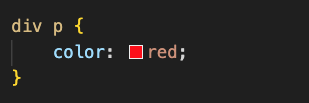 div p {
    color: red;
}